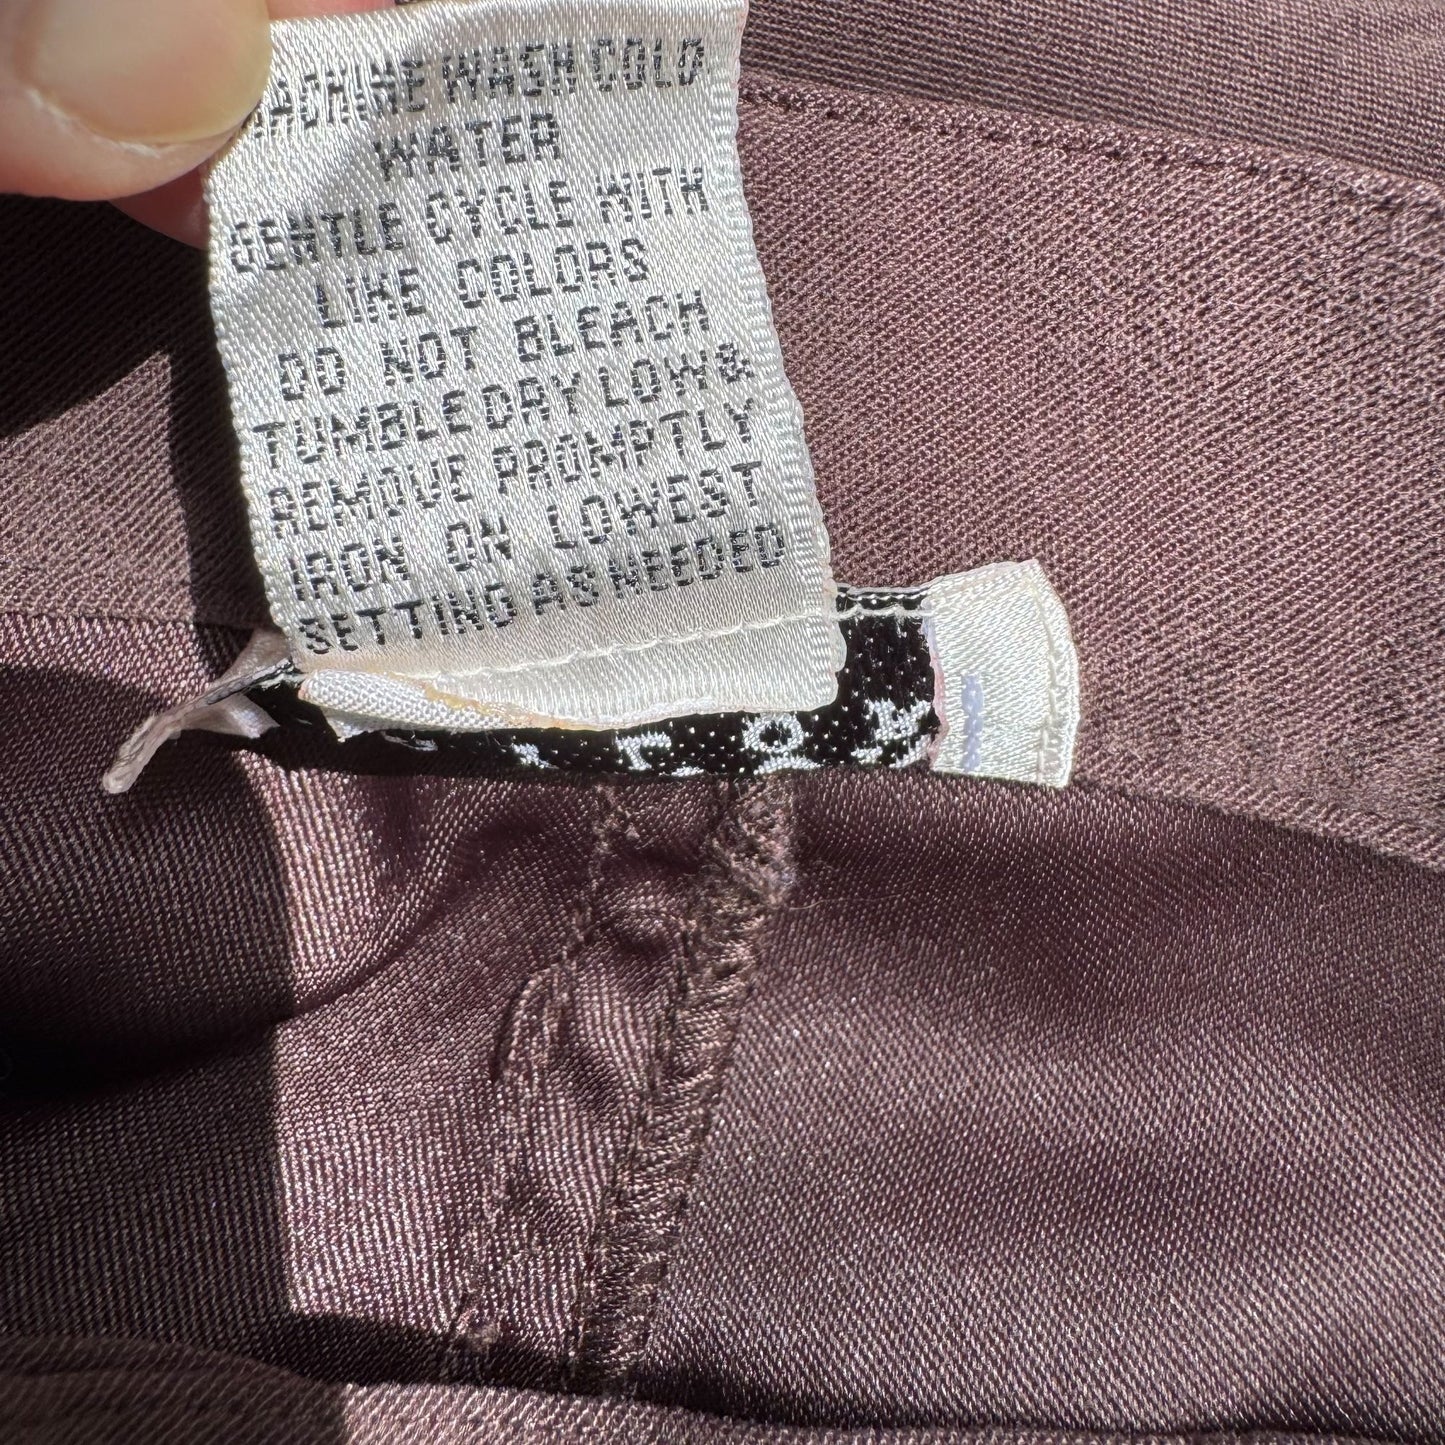 MACHINE WASH COLD
WATER
GENTLE CYCLE WITH
LIKE COLORS
DO NOT BLEACH
TUMBLE DRY LOW &
REMOVE PROMPTLY
IRON ON LOWEST
SETTING AS NEEDED